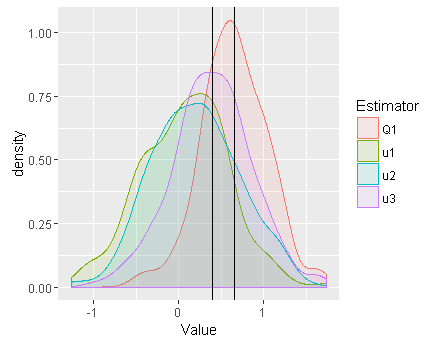 1.00
0.75
0.50
0.25
0.00
density
-1
0
1
Value
Estimator
Q1
u1
u2
u3